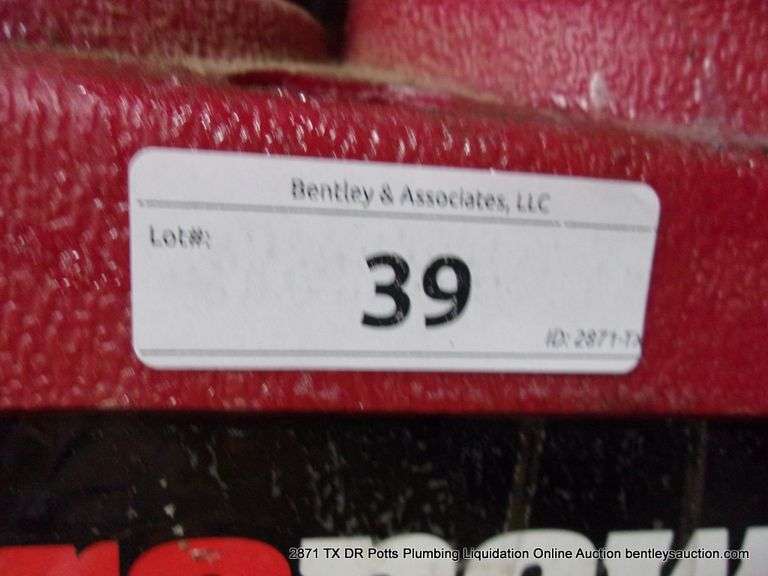 Bentley & Associates, LLC
Lot#:
39
ID: 2871-TX
2871 TX DR Potts Plumbing Liquidation Online Auction bentleysauction.com